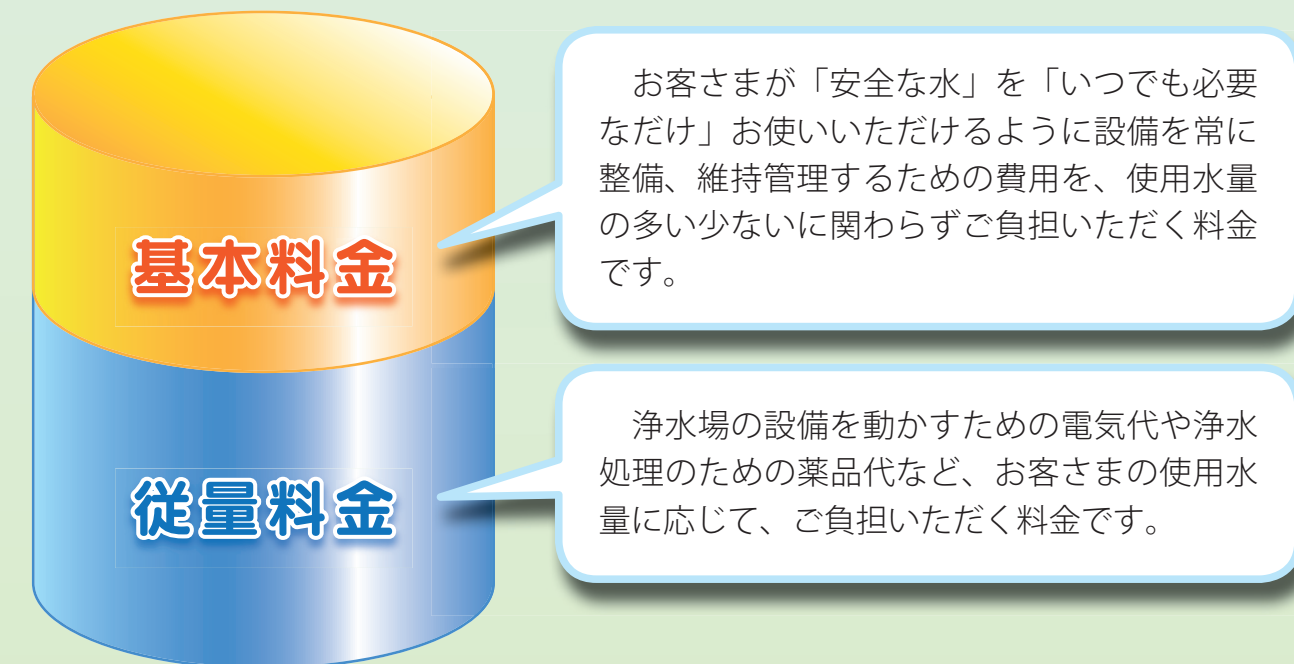 基本料金
お客さまが「安全な水」を「いつでも必要
なだけ」お使いいただけるように設備を常に
整備、維持管理するための費用を、使用水量
の多い少ないに関わらずご負担いただく料金
です。
従量料金
浄水場の設備を動かすための電気代や浄水
処理のための薬品代など、お客さまの使用水
量に応じて、ご負担いただく料金です。